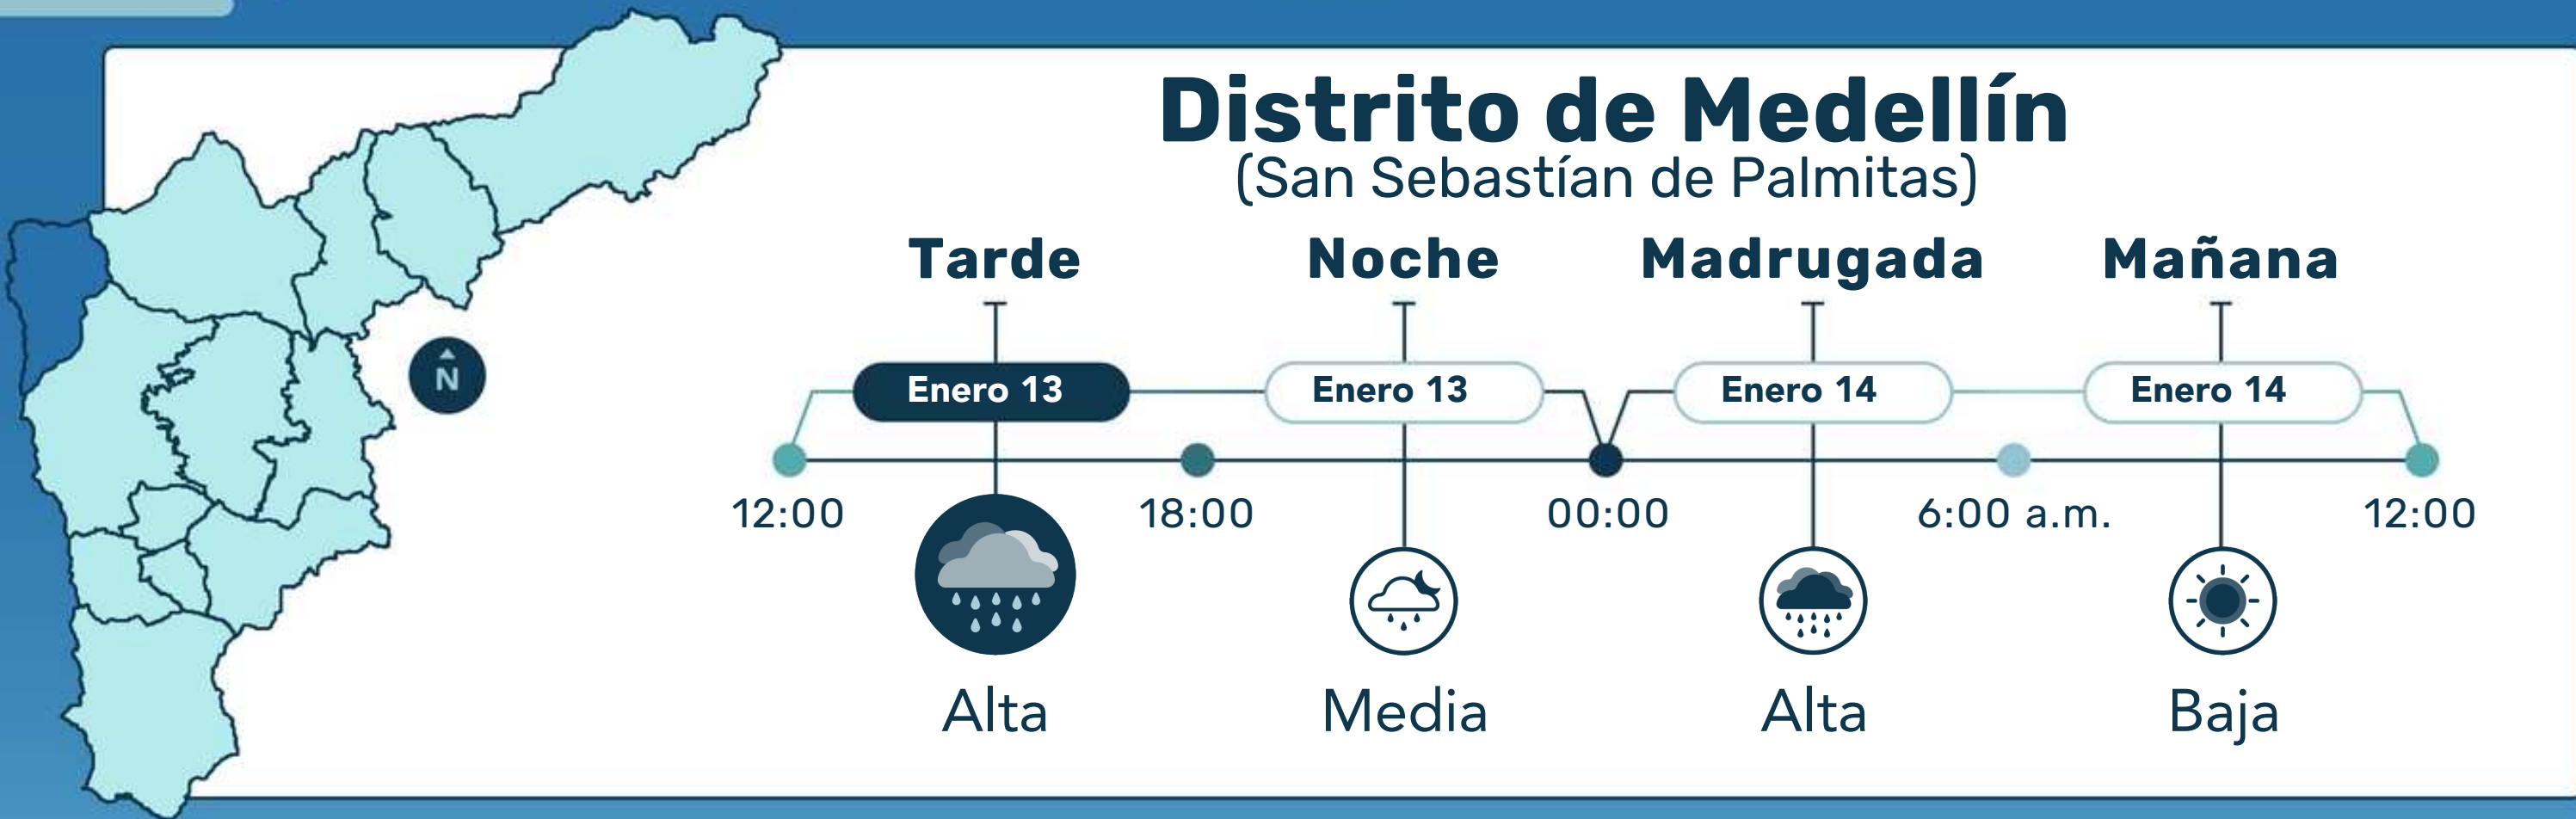 Distrito de Medellín
(San Sebastían de Palmitas)
Tarde Noche Madrugada Mañana
Enero 13 Enero 13 Enero 14 Enero 14
N
12:00 18:00 00:00 6:00 a.m. 12:00
Alta Media Alta Baja